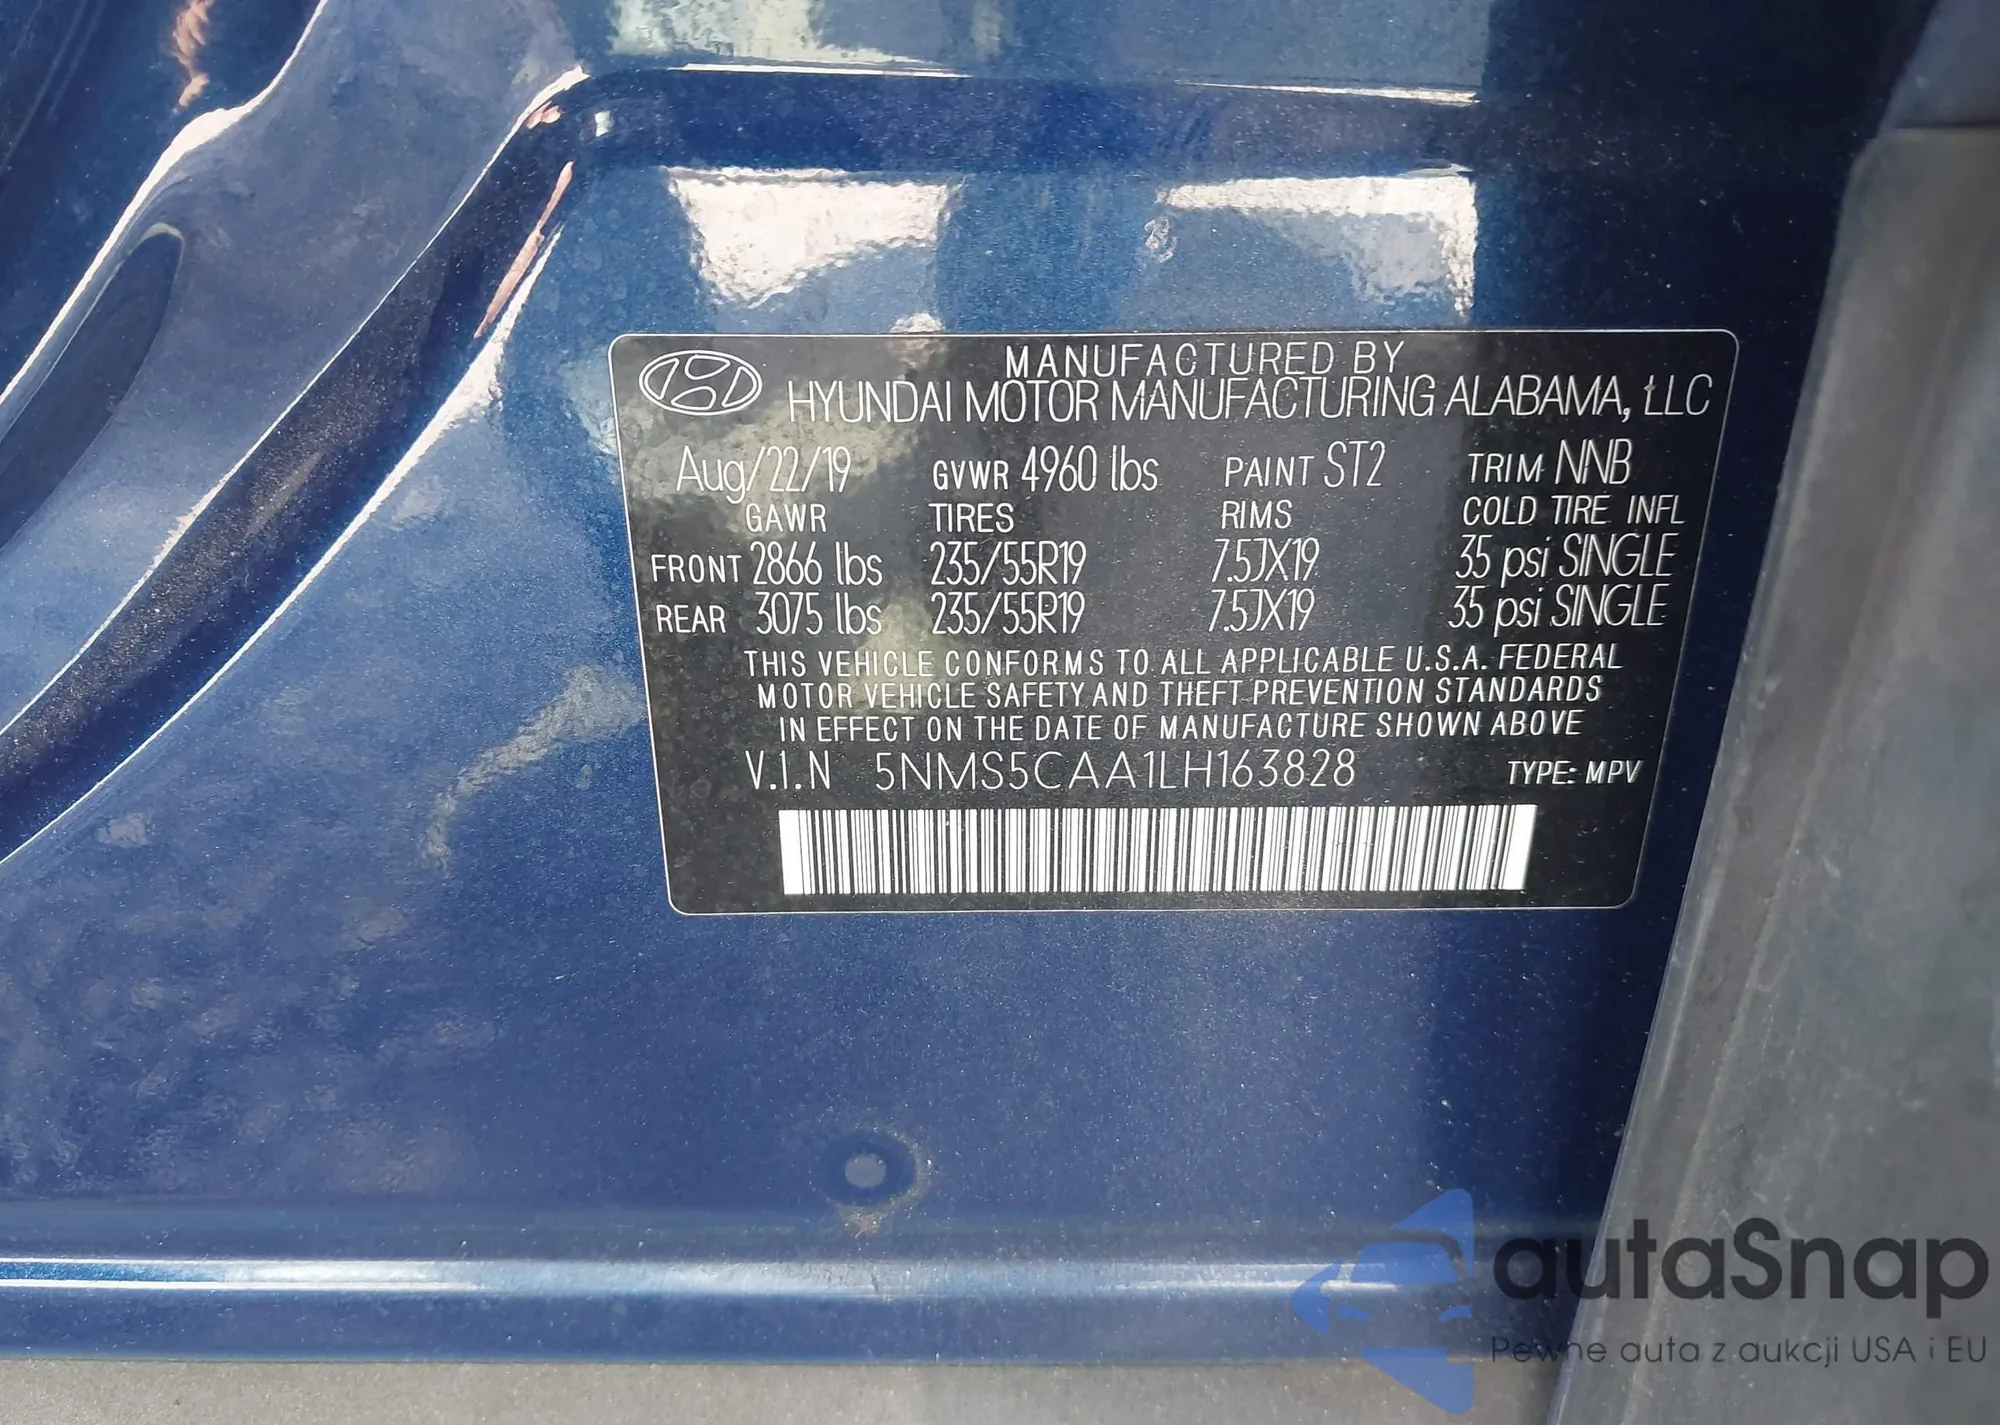 MANUFACTURED BY
HYUNDAI MOTOR MANUFACTURING ALABAMA, LLC
Aug/22/19 GVWR 4960 lbs PAINT ST2 TRIM NNB
GAWR TIRES RIMS COLD TIRE INFL
FRONT 2866 lbs 235/55R19 7.5JX19 35 psi SINGLE
REAR 3075 lbs 235/55R19 7.5JX19 35 psi SINGLE
THIS VEHICLE CONFORMS TO ALL APPLICABLE U.S.A. FEDERAL
MOTOR VEHICLE SAFETY AND THEFT PREVENTION STANDARDS
IN EFFECT ON THE DATE OF MANUFACTURE SHOWN ABOVE
V.I.N 5NMS5CAA1LH163828 TYPE: MPV
autaSnap
Pewne auta z aukcji USA i EU